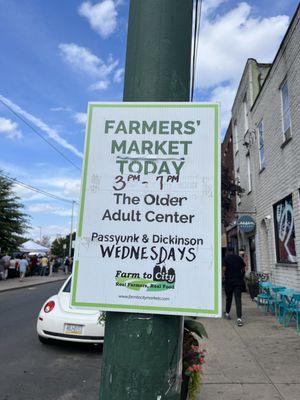 FARMERS'
MARKET
TODAY
3PM - 7PM
The Older
Adult Center
Passyunk & Dickinson
WEDNESDAYS
Farm to City
Real Farmers, Real Food
www.farmtocitymarkets.com